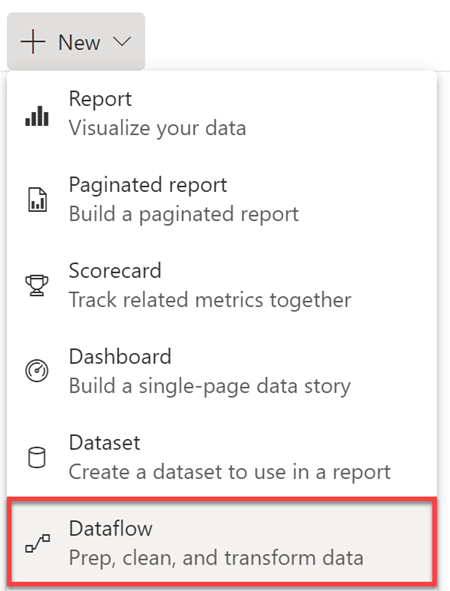 New
Report
Visualize your data
Paginated report
Build a paginated report
Scorecard
Track related metrics together
Dashboard
Build a single-page data story
Dataset
Create a dataset to use in a report
Dataflow
Prep, clean, and transform data